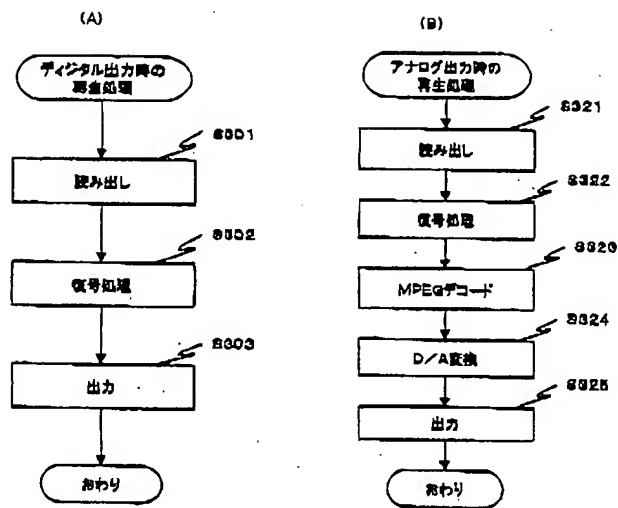 (A)
ディジタル出力時の
再生処理
S301
読み出し
S302
復号処理
S303
出力
おわり
(B)
アナログ出力時の
再生処理
S321
読み出し
S322
復号処理
S323
MPEGデコード
S324
D/A変換
S325
出力
おわり